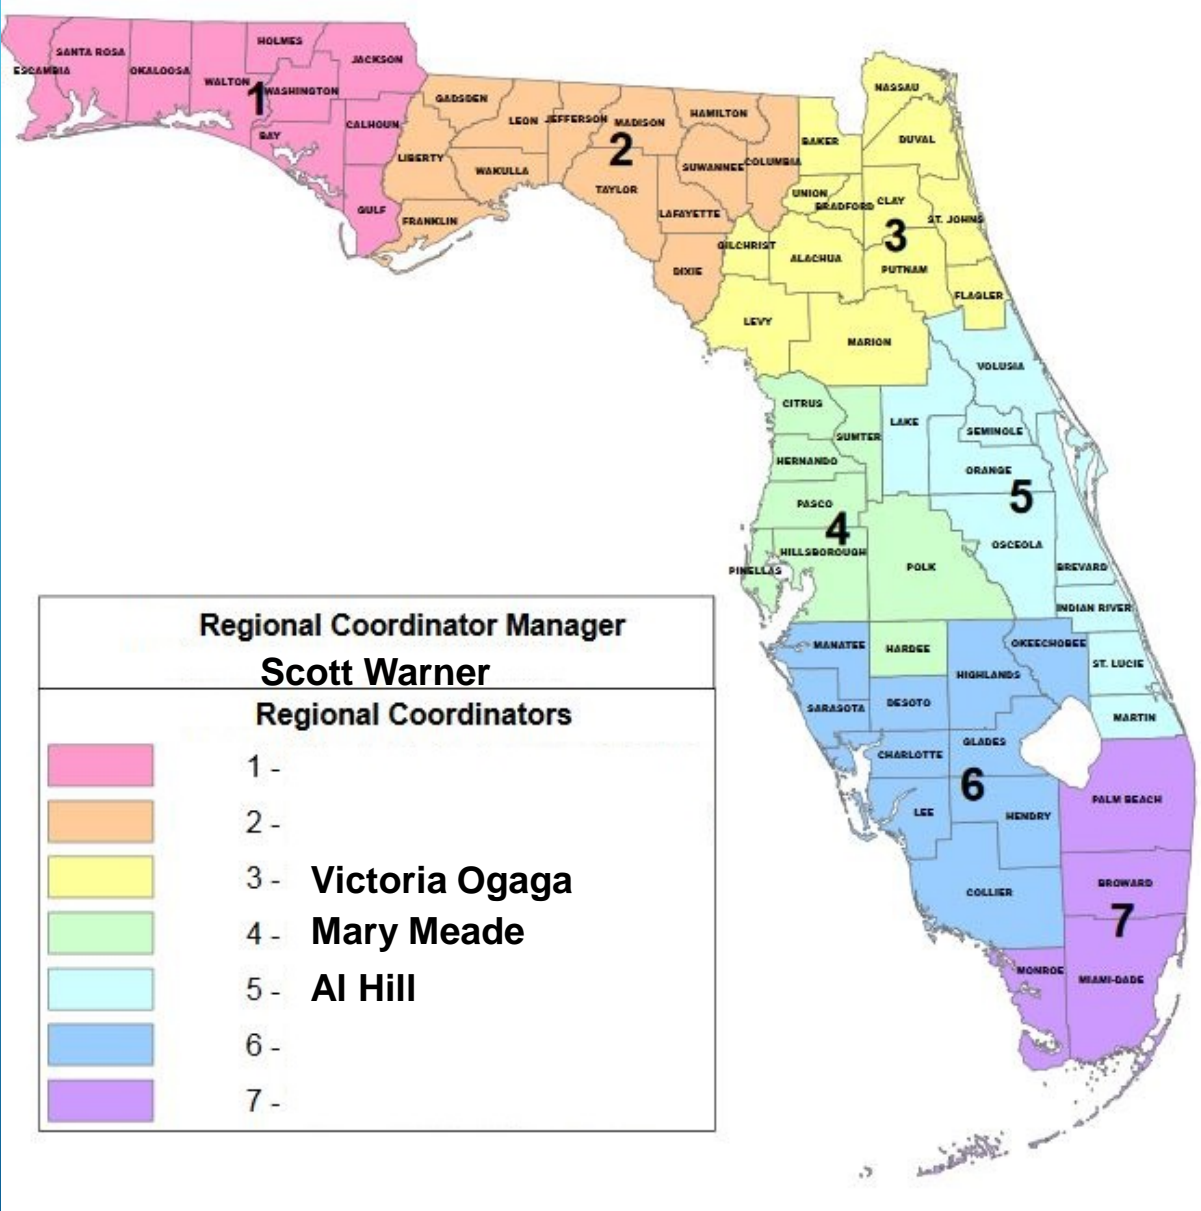 HOLMES
SANTA ROSA
JACKSON
ESCAMBIA
OKALOOSA
WALTON
WASHINGTON
1
CALHOUN
BAY
GULF
GADSDEN
LEON
JEFFERSON
MADISON
HAMILTON
2
LIBERTY
WAKULLA
SUWANNEE
COLUMBIA
TAYLOR
LAFAYETTE
FRANKLIN
DIXIE
NASSAU
BAKER
DUVAL
UNION
BRADFORD
CLAY
ST. JOHNS
3
GILCHRIST
ALACHUA
PUTNAM
FLAGLER
LEVY
MARION
VOLUSIA
CITRUS
LAKE
SUMTER
SEMINOLE
HERNANDO
ORANGE
5
PASCO
4
HILLSBOROUGH
OSCEOLA
PINELLAS
POLK
BREVARD
INDIAN RIVER
MANATEE
HARDEE
OKEECHOBEE
HIGHLANDS
ST. LUCIE
SARASOTA
DESOTO
MARTIN
CHARLOTTE
GLADES
6
LEE
HENDRY
PALM BEACH
COLLIER
BROWARD
7
MONROE
MIAMI-DADE
Regional Coordinator Manager
Scott Warner
Regional Coordinators
1 -
2 -
3 - Victoria Ogaga
4 - Mary Meade
5 - Al Hill
6 -
7 -